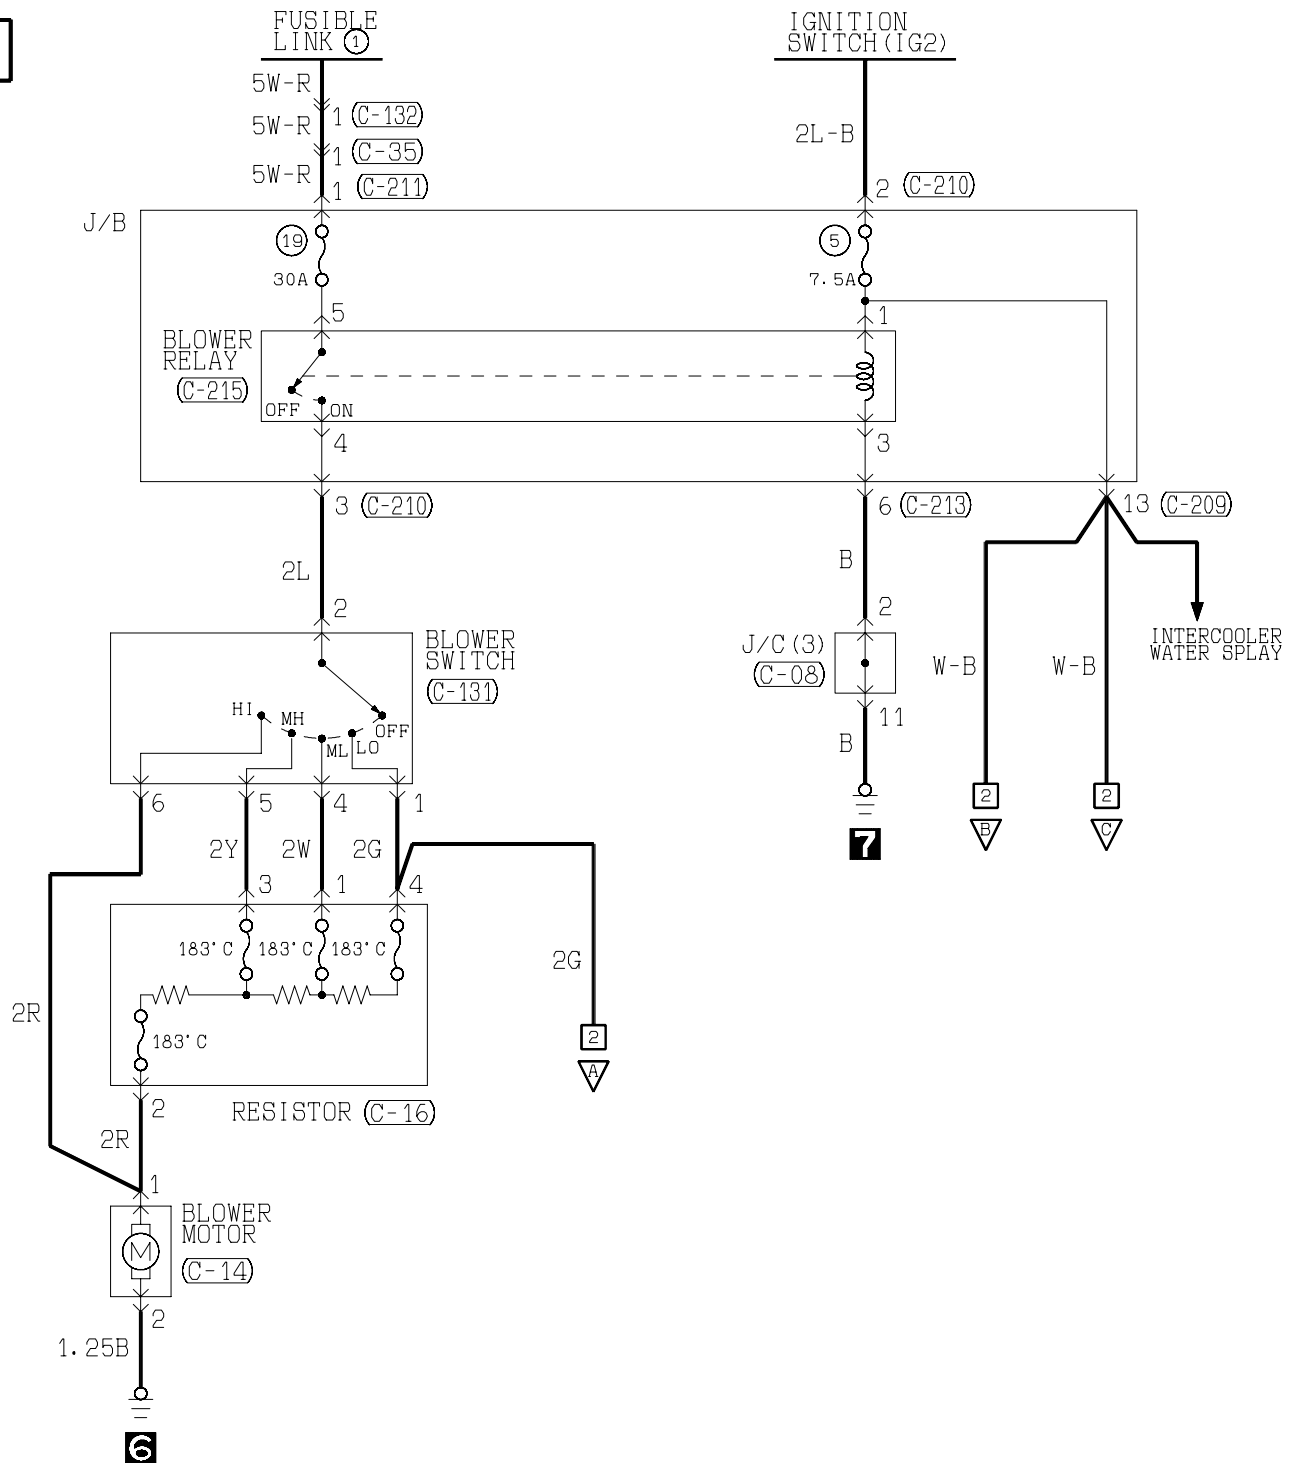 FUSIBLE
LINK 1
IGNITION
SWITCH(IG2)
5W-R
1 C-132
5W-R
1 C-35
5W-R
1 C-211
2L-B
2 C-210
J/B
19
30A
5
7.5A
5
1
BLOWER
RELAY
C-215
OFF
ON
4
3
3 C-210
6 C-213
13 C-209
2L
B
2
2
BLOWER
SWITCH
C-131
J/C(3)
C-08
W-B
W-B
INTERCOOLER
WATER SPLAY
HI
MH
ML
LO
OFF
11
B
6
5
4
1
2
B
2
C
7
2Y
2W
2G
3
1
4
183°C
183°C
183°C
2G
2R
183°C
2
A
2
RESISTOR C-16
2R
1
BLOWER
MOTOR
M
C-14
2
1.25B
6